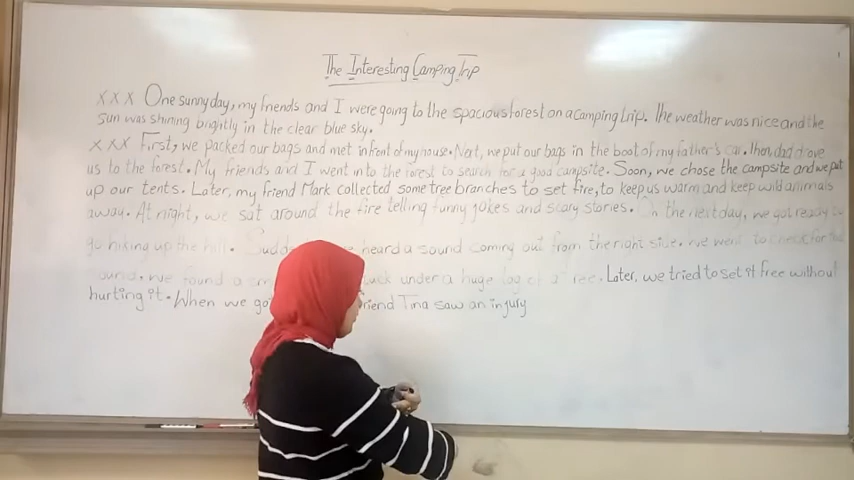 The Interesting Camping Trip
x x x One sunny day, my friends and I were going to the spacious forest on a camping trip. The weather was nice and the
sun was shining brightly in the clear blue sky.
x x x First, we packed our bags and met in front of my house. Next, we put our bags in the boot of my father's car. Then, dad drove
us to the forest. My friends and I went into the forest to search for a good campsite. Soon, we chose the campsite and we put
up our tents. Later, my friend Mark collected some tree branches to set fire, to keep us warm and keep wild animals
away. At night, we sat around the fire telling funny jokes and scary stories. On the next day, we got ready to
go hiking up the hill. heard a sound coming out from the right side. We went to check for the
We found a under a huge log of a Later, we tried to set it free without
hurting it. When we Tina saw an injury